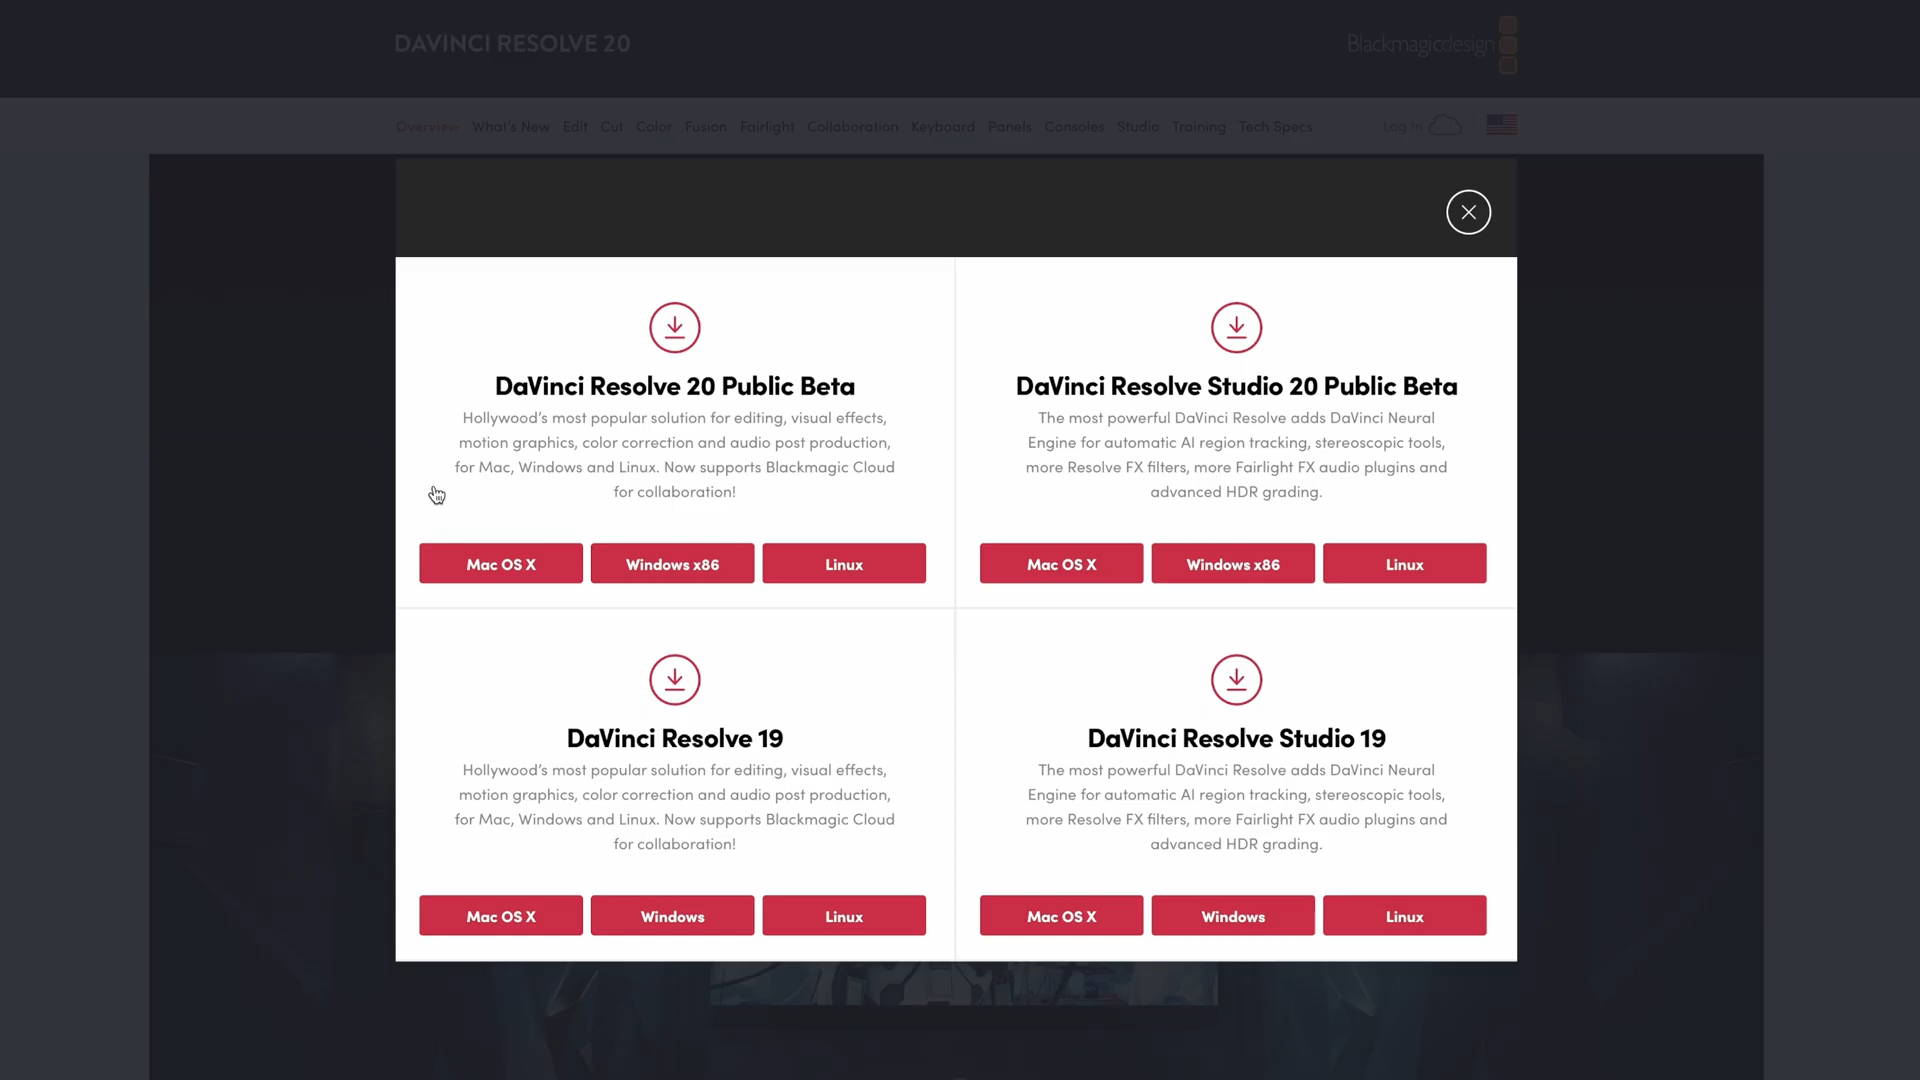 DAVINCI RESOLVE 20
Blackmagicdesign
Overview What's New Edit Cut Color Fusion Fairlight Collaboration Keyboard Panels Consoles Studio Training Tech Specs Log In
DaVinci Resolve 20 Public Beta
Hollywood's most popular solution for editing, visual effects,
motion graphics, color correction and audio post production,
for Mac, Windows and Linux. Now supports Blackmagic Cloud
for collaboration!
Mac OS X Windows x86 Linux
DaVinci Resolve Studio 20 Public Beta
The most powerful DaVinci Resolve adds DaVinci Neural
Engine for automatic AI region tracking, stereoscopic tools,
more Resolve FX filters, more Fairlight FX audio plugins and
advanced HDR grading.
Mac OS X Windows x86 Linux
DaVinci Resolve 19
Hollywood's most popular solution for editing, visual effects,
motion graphics, color correction and audio post production,
for Mac, Windows and Linux. Now supports Blackmagic Cloud
for collaboration!
Mac OS X Windows Linux
DaVinci Resolve Studio 19
The most powerful DaVinci Resolve adds DaVinci Neural
Engine for automatic AI region tracking, stereoscopic tools,
more Resolve FX filters, more Fairlight FX audio plugins and
advanced HDR grading.
Mac OS X Windows Linux